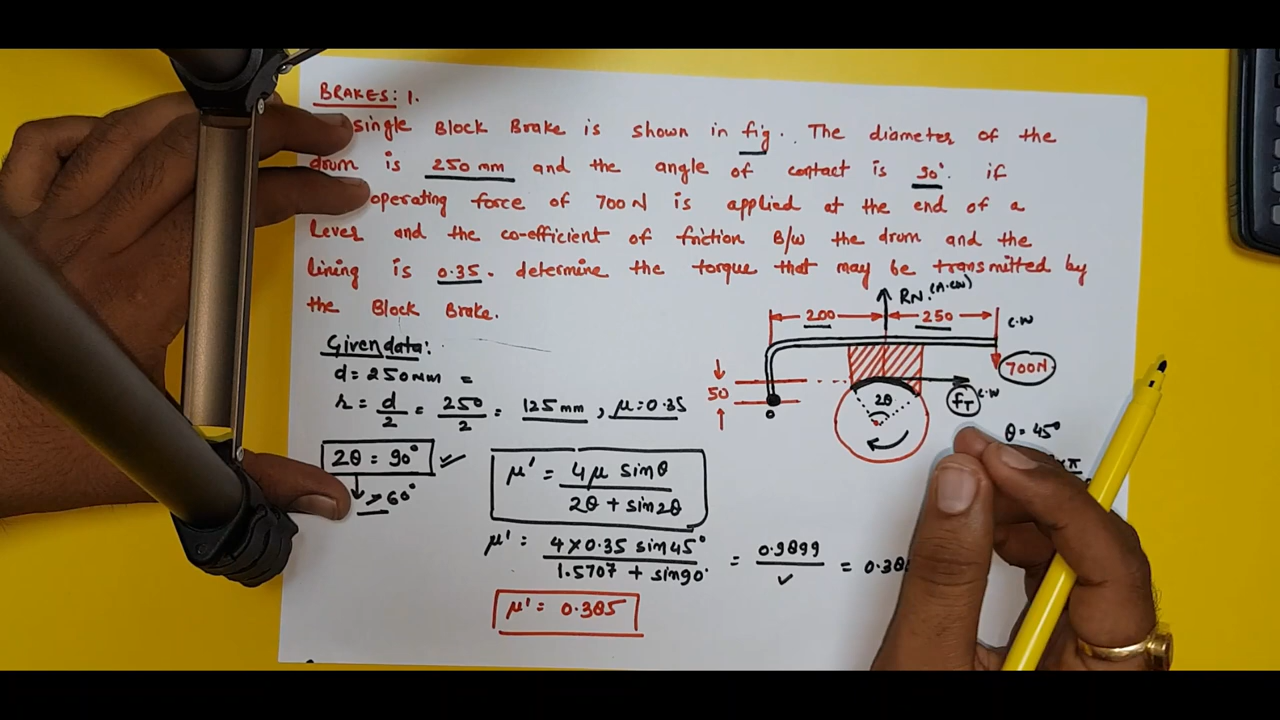 BRAKES: 1.
single Block Brake is shown in fig. The diameter of the
drum is 250 mm and the angle of contact is 90°. if
operating force of 700N is applied at the end of a
Lever and the co-efficient of friction B/w the drum and the
lining is 0.35. determine the torque that may be transmitted by
the Block Brake.
RN. (A.CW)
200
250
C.W
700N
50
2θ
fT
C.W
o
θ = 45°
π
Given data:
d = 250mm =
r = d/2 = 250/2 = 125 mm, μ = 0.35
2θ = 90° ✓
> 60°
μ' = 4μ sinθ / 2θ + sin2θ
μ' = 4×0.35 sin45° / 1.5707 + sin90° = 0.9899 / ✓ = 0.38
μ' = 0.385